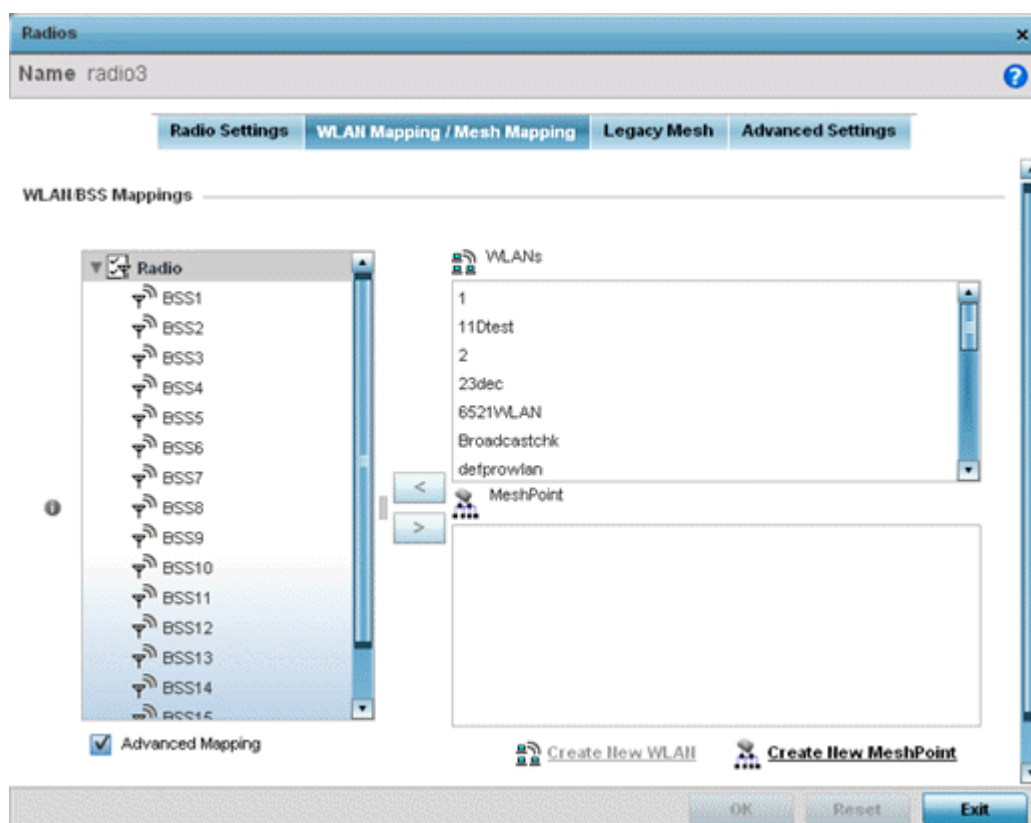 Radios
Name radio3
Radio Settings
WLAN Mapping / Mesh Mapping
Legacy Mesh
Advanced Settings
WLAN/BSS Mappings
Radio
BSS1
BSS2
BSS3
BSS4
BSS5
BSS6
BSS7
BSS8
BSS9
BSS10
BSS11
BSS12
BSS13
BSS14
BSS15
Advanced Mapping
<
>
WLANs
1
11Dtest
2
23dec
6521WLAN
Broadcastchk
defprowlan
MeshPoint
Create New WLAN
Create New MeshPoint
OK
Reset
Exit